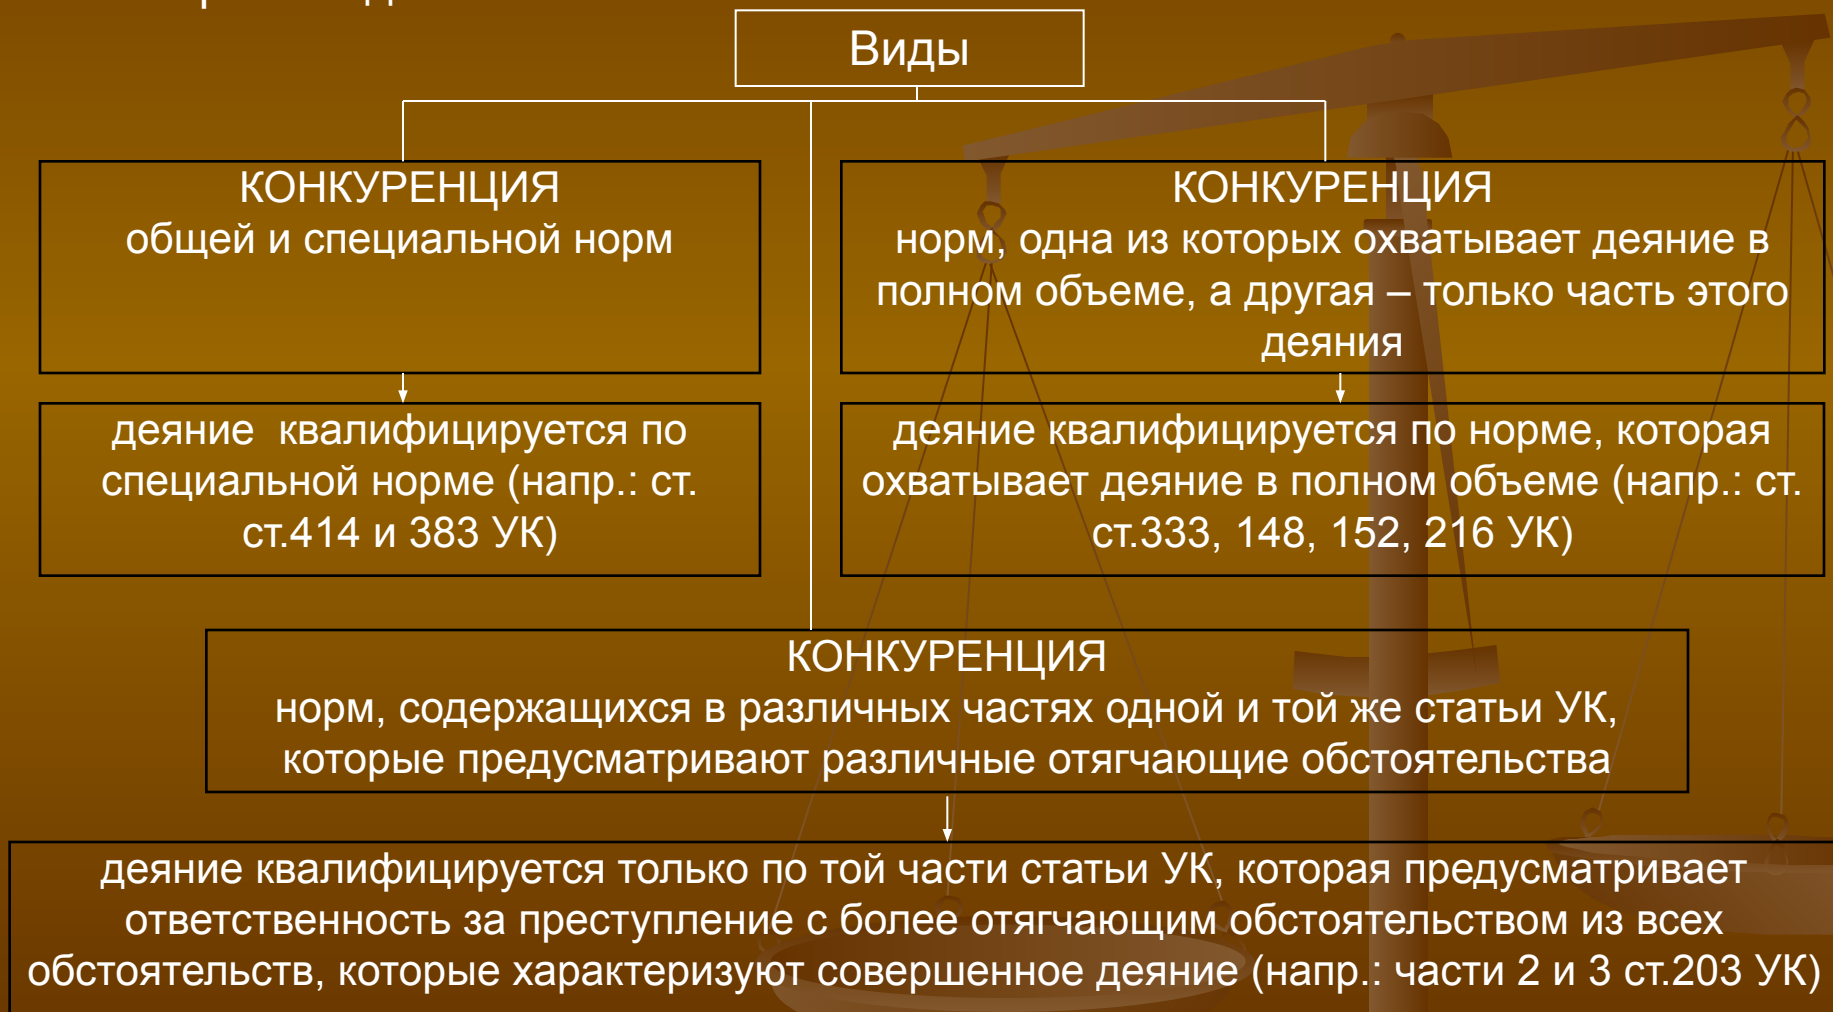 Виды
КОНКУРЕНЦИЯ
общей и специальной норм
КОНКУРЕНЦИЯ
норм, одна из которых охватывает деяние в
полном объеме, а другая – только часть этого
деяния
деяние квалифицируется по
специальной норме (напр.: ст.
ст.414 и 383 УК)
деяние квалифицируется по норме, которая
охватывает деяние в полном объеме (напр.: ст.
ст.333, 148, 152, 216 УК)
КОНКУРЕНЦИЯ
норм, содержащихся в различных частях одной и той же статьи УК,
которые предусматривают различные отягчающие обстоятельства
деяние квалифицируется только по той части статьи УК, которая предусматривает
ответственность за преступление с более отягчающим обстоятельством из всех
обстоятельств, которые характеризуют совершенное деяние (напр.: части 2 и 3 ст.203 УК)